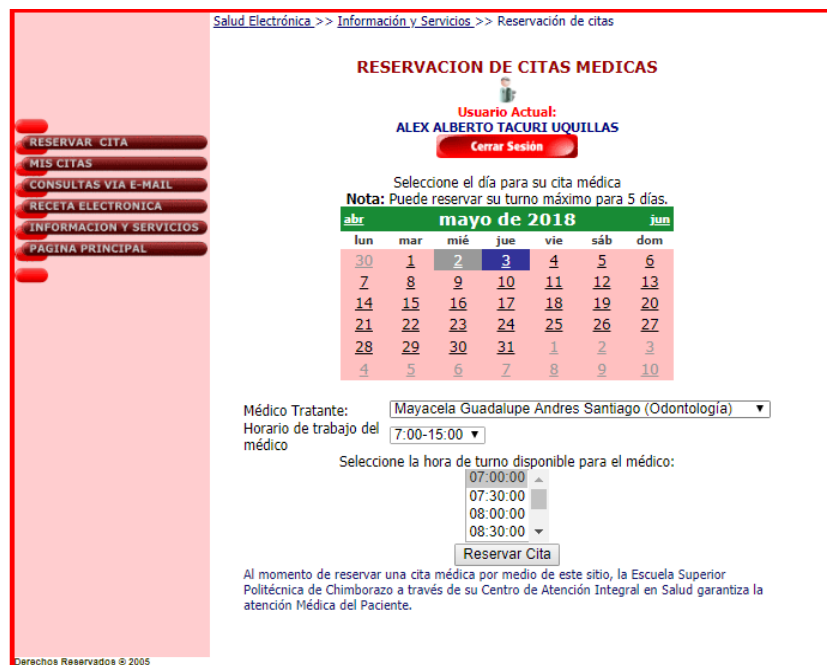 Salud Electrónica >> Información y Servicios >> Reservación de citas
RESERVACION DE CITAS MEDICAS
Usuario Actual:
ALEX ALBERTO TACURI UQUILLAS
Cerrar Sesión
RESERVAR CITA
MIS CITAS
CONSULTAS VIA E-MAIL
RECETA ELECTRONICA
INFORMACION Y SERVICIOS
PAGINA PRINCIPAL
Seleccione el día para su cita médica
Nota: Puede reservar su turno máximo para 5 días.
abr mayo de 2018 jun
lun mar mié jue vie sáb dom
30 1 2 3 4 5 6
7 8 9 10 11 12 13
14 15 16 17 18 19 20
21 22 23 24 25 26 27
28 29 30 31 1 2 3
4 5 6 7 8 9 10
Médico Tratante: Mayacela Guadalupe Andres Santiago (Odontología)
Horario de trabajo del médico 7:00-15:00
Seleccione la hora de turno disponible para el médico:
07:00:00
07:30:00
08:00:00
08:30:00
Reservar Cita
Al momento de reservar una cita médica por medio de este sitio, la Escuela Superior
Politécnica de Chimborazo a través de su Centro de Atención Integral en Salud garantiza la
atención Médica del Paciente.
Derechos Reservados ® 2005